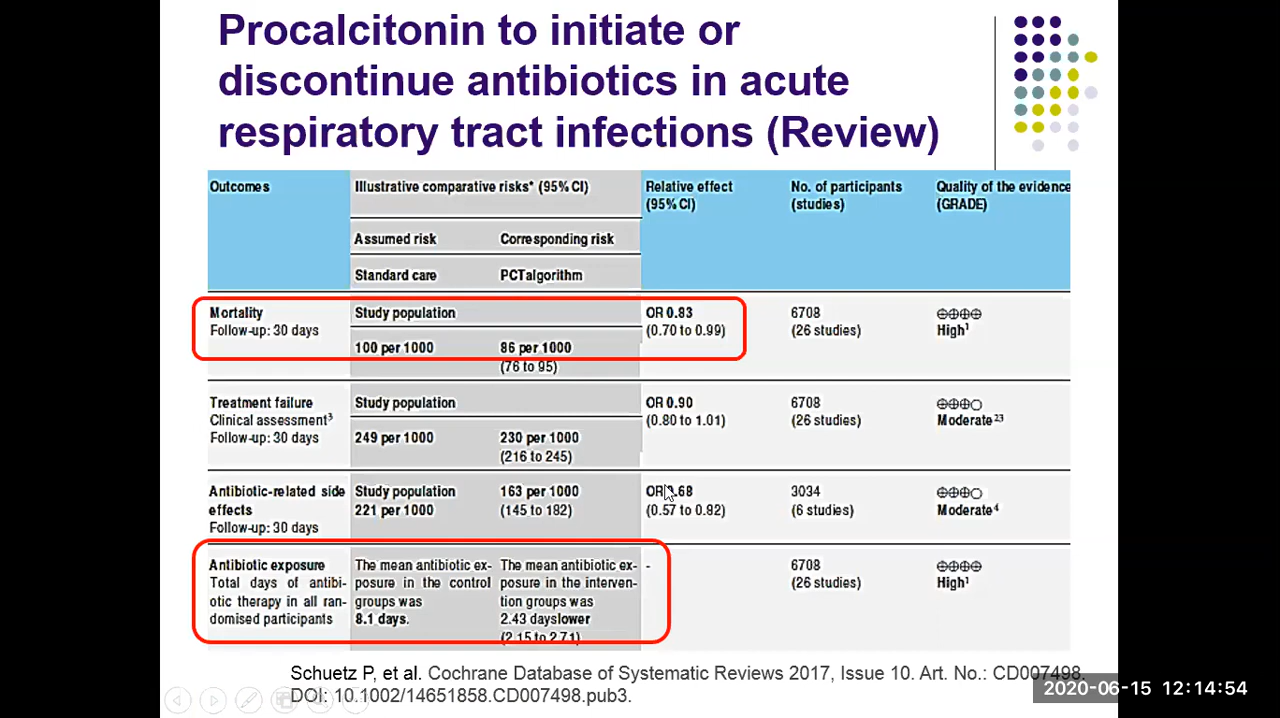 Procalcitonin to initiate or
discontinue antibiotics in acute
respiratory tract infections (Review)
Outcomes
Illustrative comparative risks* (95% CI)
Relative effect
(95% CI)
No. of participants
(studies)
Quality of the evidence
(GRADE)
Assumed risk
Corresponding risk
Standard care
PCTalgorithm
Mortality
Follow-up: 30 days
Study population
100 per 1000
86 per 1000
(76 to 95)
OR 0.83
(0.70 to 0.99)
6708
(26 studies)
⊕⊕⊕⊕
High¹
Treatment failure
Clinical assessment³
Follow-up: 30 days
Study population
249 per 1000
230 per 1000
(216 to 245)
OR 0.90
(0.80 to 1.01)
6708
(26 studies)
⊕⊕⊕○
Moderate²³
Antibiotic-related side
effects
Follow-up: 30 days
Study population
221 per 1000
163 per 1000
(145 to 182)
OR 0.68
(0.57 to 0.82)
3034
(6 studies)
⊕⊕⊕○
Moderate⁴
Antibiotic exposure
Total days of antibi-
otic therapy in all ran-
domised participants
The mean antibiotic ex-
posure in the control
groups was
8.1 days.
The mean antibiotic ex-
posure in the interven-
tion groups was
2.43 dayslower
(2.15 to 2.71)
-
6708
(26 studies)
⊕⊕⊕⊕
High¹
Schuetz P, et al. Cochrane Database of Systematic Reviews 2017, Issue 10. Art. No.: CD007498.
DOI: 10.1002/14651858.CD007498.pub3.
2020-06-15 12:14:54